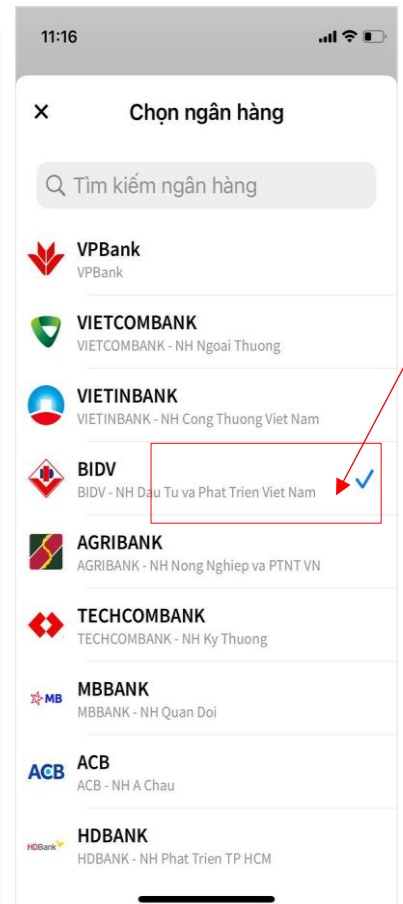 11:16
Chọn ngân hàng
Tìm kiếm ngân hàng
VPBank
VPBank
VIETCOMBANK
VIETCOMBANK - NH Ngoai Thuong
VIETINBANK
VIETINBANK - NH Cong Thuong Viet Nam
BIDV
BIDV - NH Dau Tu va Phat Trien Viet Nam
AGRIBANK
AGRIBANK - NH Nong Nghiep va PTNT VN
TECHCOMBANK
TECHCOMBANK - NH Ky Thuong
MB
MBBANK
MBBANK - NH Quan Doi
ACB
ACB
ACB - NH A Chau
HDBank
HDBANK
HDBANK - NH Phat Trien TP HCM